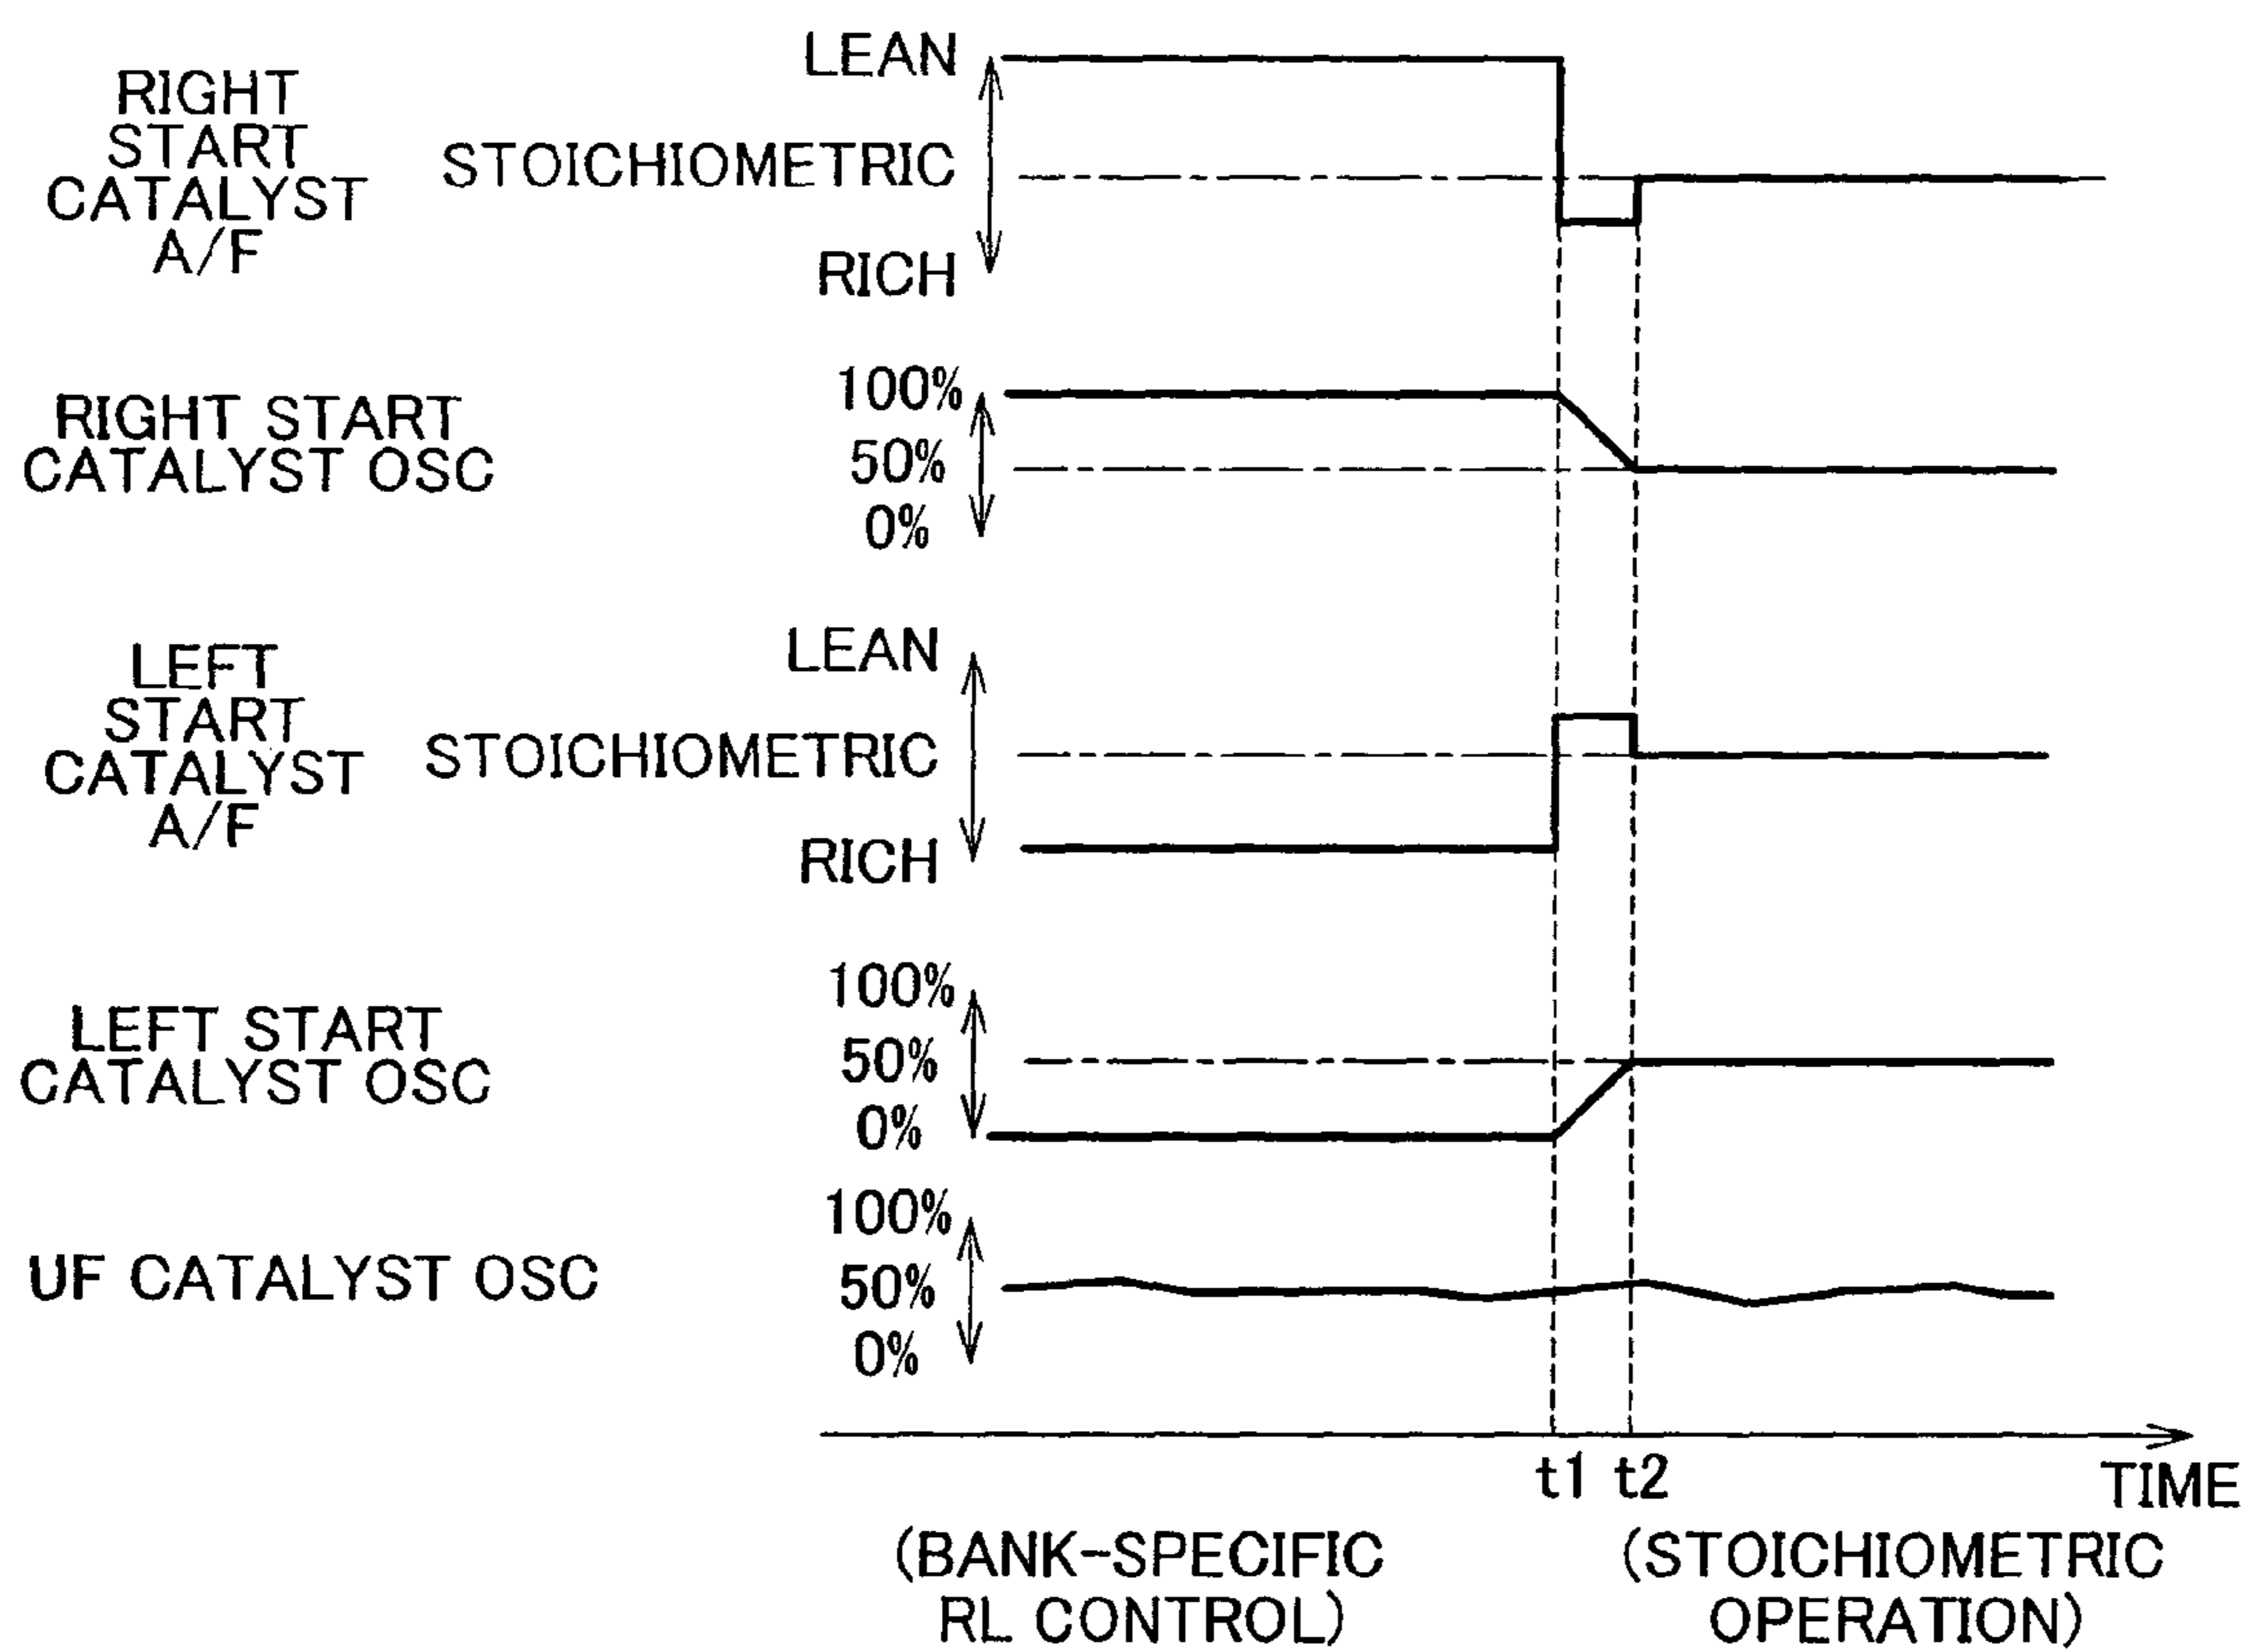 RIGHT
START
CATALYST
A/F
LEAN
STOICHIOMETRIC
RICH
RIGHT START
CATALYST OSC
100%
50%
0%
LEFT
START
CATALYST
A/F
LEAN
STOICHIOMETRIC
RICH
LEFT START
CATALYST OSC
100%
50%
0%
UF CATALYST OSC
100%
50%
0%
t1 t2
TIME
(BANK-SPECIFIC
RL CONTROL)
(STOICHIOMETRIC
OPERATION)